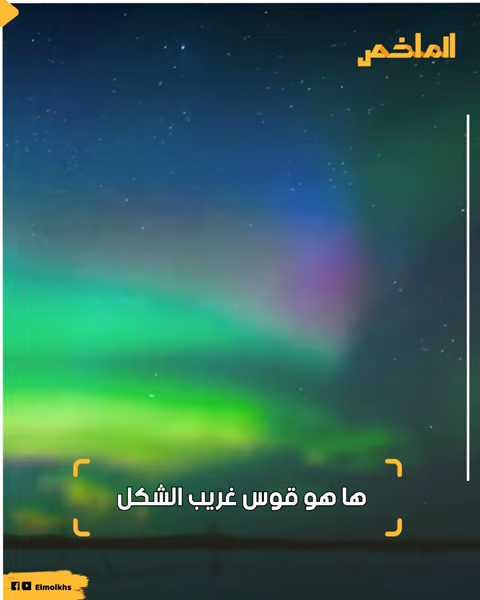 الملخص
ها هو قوس غريب الشكل
Elmolkhs